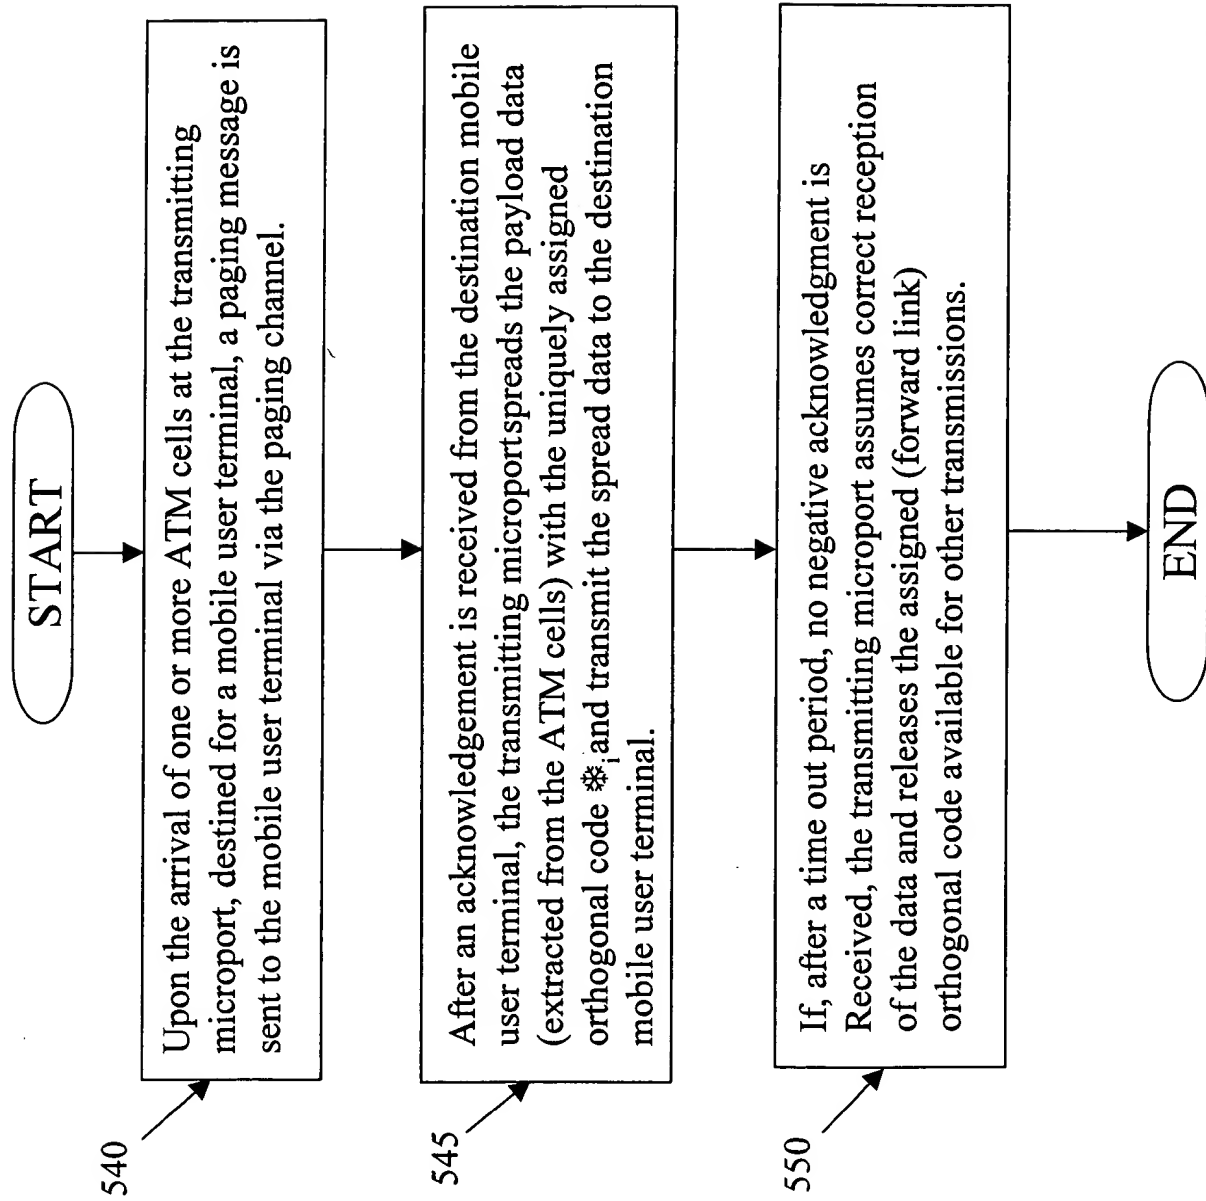 START
540
Upon the arrival of one or more ATM cells at the transmitting
microport, destined for a mobile user terminal, a paging message is
sent to the mobile user terminal via the paging channel.
545
After an acknowledgement is received from the destination mobile
user terminal, the transmitting microportspreads the payload data
(extracted from the ATM cells) with the uniquely assigned
orthogonal code ❄i and transmit the spread data to the destination
mobile user terminal.
550
If, after a time out period, no negative acknowledgment is
Received, the transmitting microport assumes correct reception
of the data and releases the assigned (forward link)
orthogonal code available for other transmissions.
END